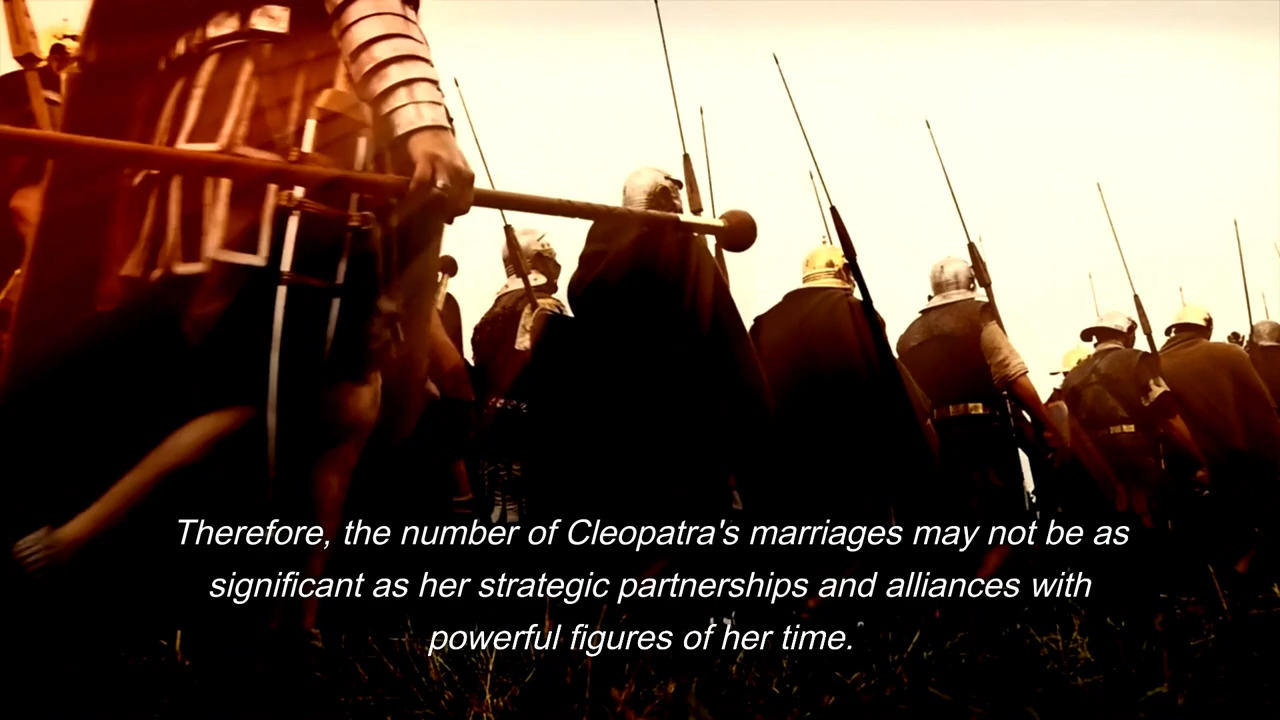 Therefore, the number of Cleopatra's marriages may not be as
significant as her strategic partnerships and alliances with
powerful figures of her time.